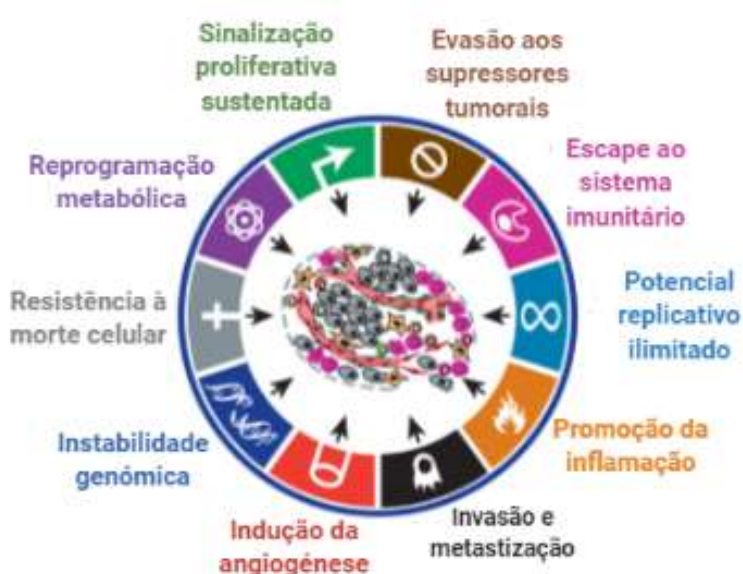 Sinalização
proliferativa
sustentada
Evasão aos
supressores
tumorais
Escape ao
sistema
imunitário
Potencial
replicativo
ilimitado
Promoção da
inflamação
Invasão e
metastização
Indução da
angiogénese
Instabilidade
genómica
Resistência à
morte celular
Reprogramação
metabólica